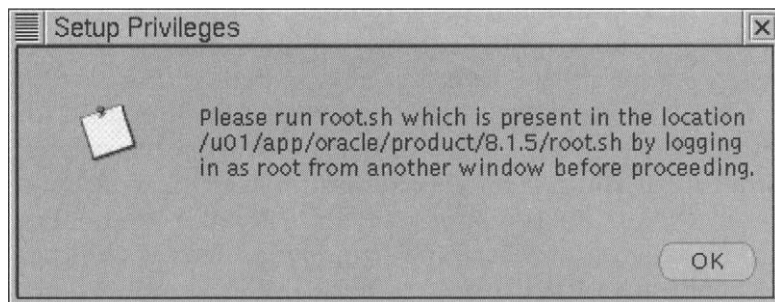 Setup Privileges
Please run root.sh which is present in the location
/u01/app/oracle/product/8.1.5/root.sh by logging
in as root from another window before proceeding.
OK